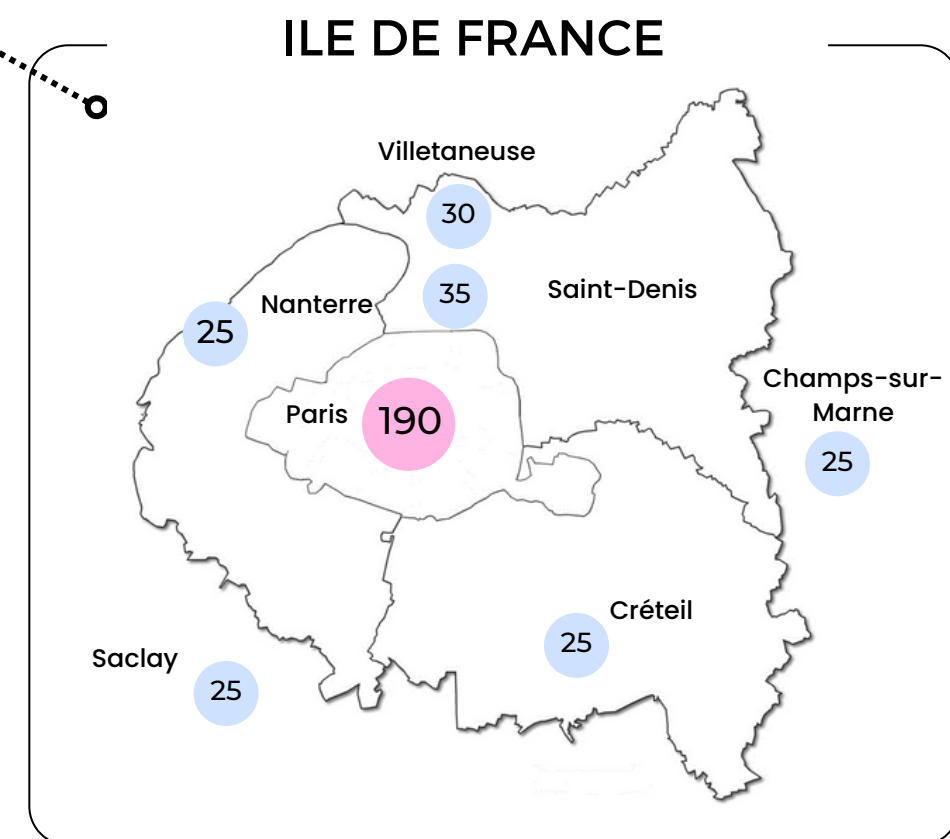 ILE DE FRANCE
Villetaneuse
30
35
Saint-Denis
Nanterre
25
Paris
190
Champs-sur-
Marne
25
Créteil
25
Saclay
25